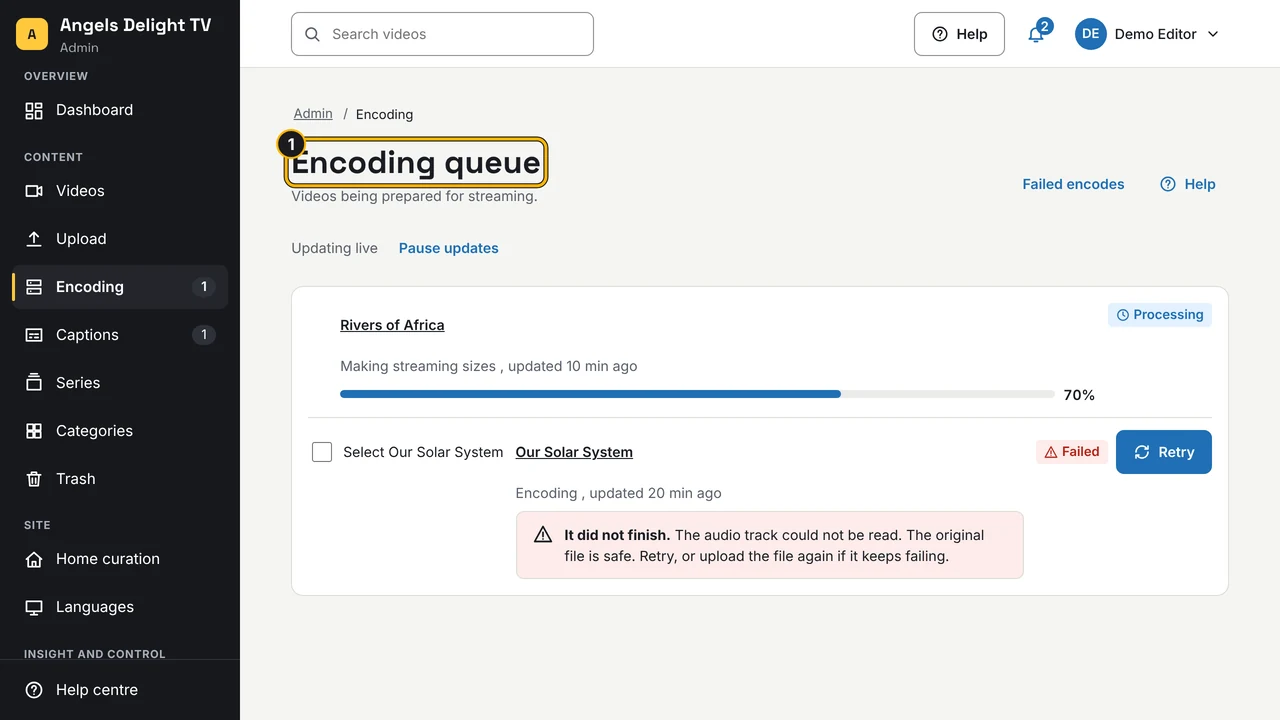 A
Angels Delight TV
Admin
OVERVIEW
Dashboard
CONTENT
Videos
Upload
Encoding 1
Captions 1
Series
Categories
Trash
SITE
Home curation
Languages
INSIGHT AND CONTROL
Help centre
Search videos
Help
2
DE Demo Editor
Admin / Encoding
1
Encoding queue
Videos being prepared for streaming.
Failed encodes
Help
Updating live Pause updates
Rivers of Africa
Processing
Making streaming sizes , updated 10 min ago
70%
Select Our Solar System Our Solar System
Failed
Retry
Encoding , updated 20 min ago
It did not finish. The audio track could not be read. The original
file is safe. Retry, or upload the file again if it keeps failing.